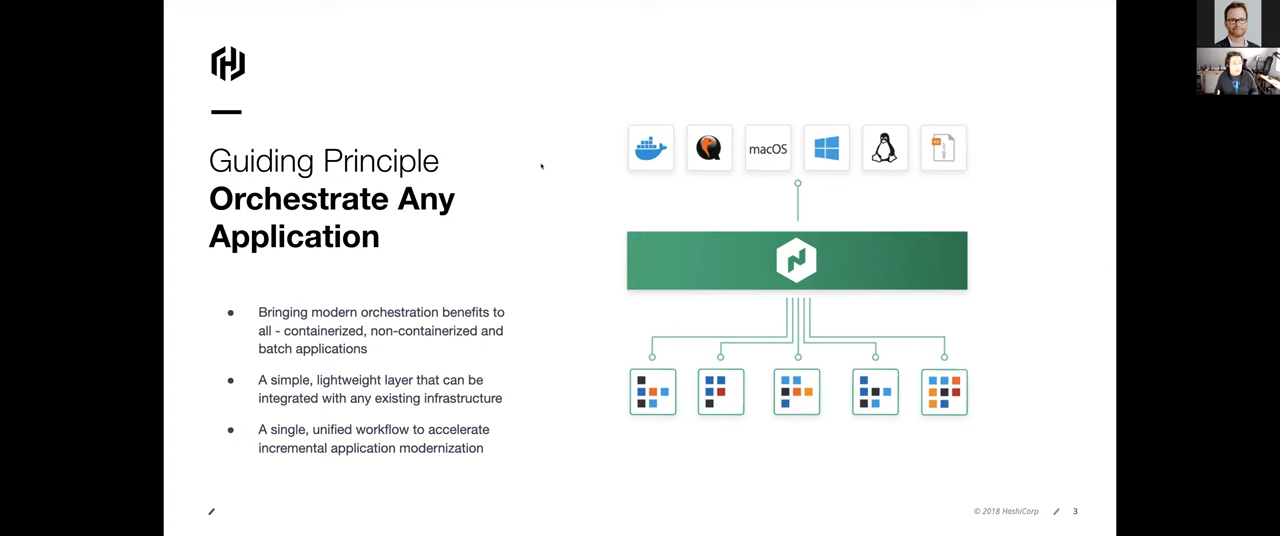 Guiding Principle
Orchestrate Any
Application
● Bringing modern orchestration benefits to
all - containerized, non-containerized and
batch applications
● A simple, lightweight layer that can be
integrated with any existing infrastructure
● A single, unified workflow to accelerate
incremental application modernization
macOS
© 2018 HashiCorp
3